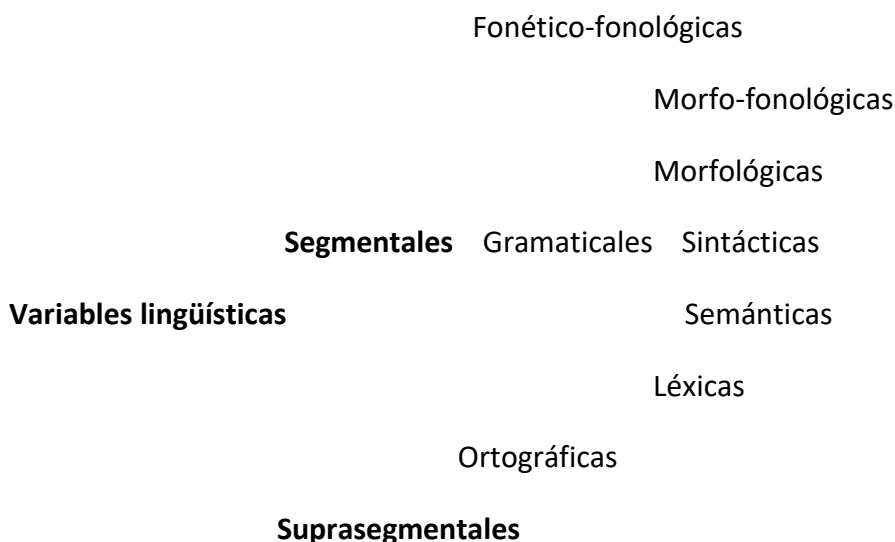 Fonético-fonológicas
Morfo-fonológicas
Morfológicas
Segmentales Gramaticales Sintácticas
Variables lingüísticas Semánticas
Léxicas
Ortográficas
Suprasegmentales